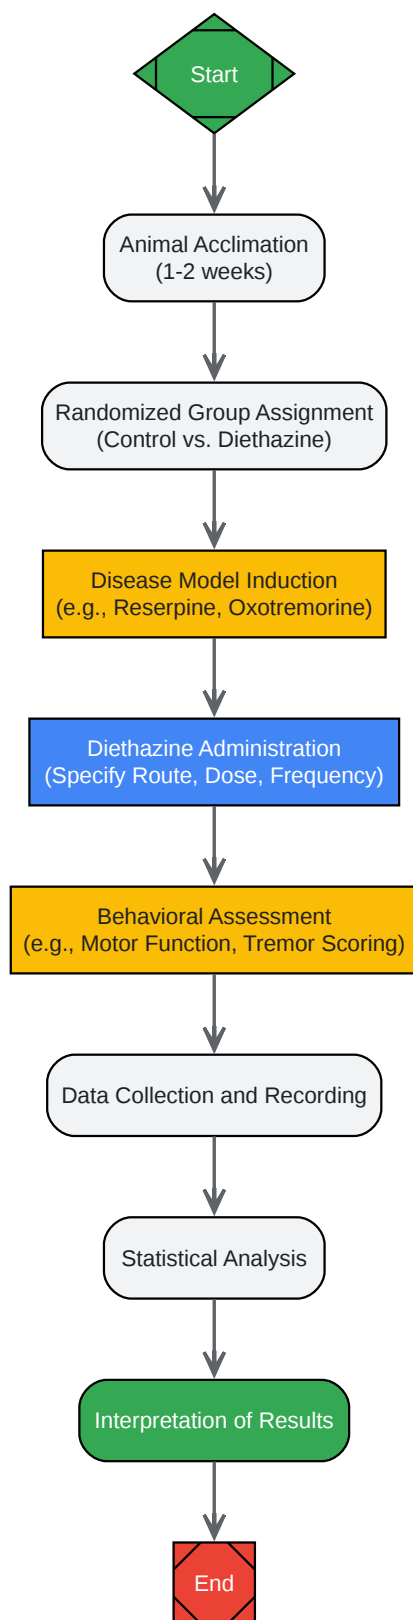 Start
Animal Acclimation
(1-2 weeks)
Randomized Group Assignment
(Control vs. Diethazine)
Disease Model Induction
(e.g., Reserpine, Oxotremorine)
Diethazine Administration
(Specify Route, Dose, Frequency)
Behavioral Assessment
(e.g., Motor Function, Tremor Scoring)
Data Collection and Recording
Statistical Analysis
Interpretation of Results
End